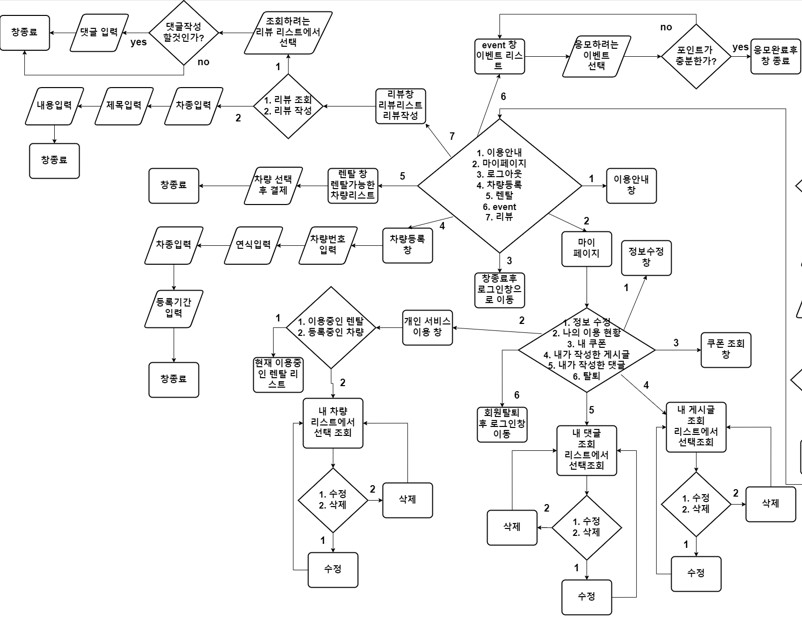 창종료
댓글 입력
yes
댓글작성
할것인가?
no
조회하려는
리뷰 리스트에서
선택
1
event 창
이벤트 리스
트
응모하려는
이벤트
선택
no
포인트가
중분한가?
yes
응모완료후
창 종료
내용입력
제목입력
차종입력
2
1. 리뷰 조회
2. 리뷰 작성
리뷰창
리뷰리스트
리뷰작성
7
6
창종료
창종료
차량 선택
후 결제
렌탈 창
렌탈가능한
차량리스트
5
1. 이용안내
2. 마이페이지
3. 로그아웃
4. 차량등록
5. 렌탈
6. event
7. 리뷰
1
이용안내
창
차종입력
연식입력
차량번호
입력
차량등록
창
4
3
2
마이
페이지
정보수정
창
1
창종료후
로그인창으
로 이동
등록기간
입력
창종료
1
1. 이용중인 렌탈
2. 등록중인 차량
개인 서비스
이용 창
2
1. 정보 수정
2. 나의 이용 현황
3. 내 쿠폰
4. 내가 작성한 게시글
5. 내가 작성한 댓글
6. 탈퇴
3
쿠폰 조회
창
현재 이용중
인 렌탈 리
스트
2
6
5
4
회원탈퇴
후 로그인창
이동
내 차량
리스트에서
선택 조회
내 댓글
조회
리스트에서
선택조회
내 게시글
조회
리스트에서
선택조회
1. 수정
2. 삭제
2
삭제
1
수정
삭제
2
1. 수정
2. 삭제
1
수정
1. 수정
2. 삭제
2
삭제
1
수정